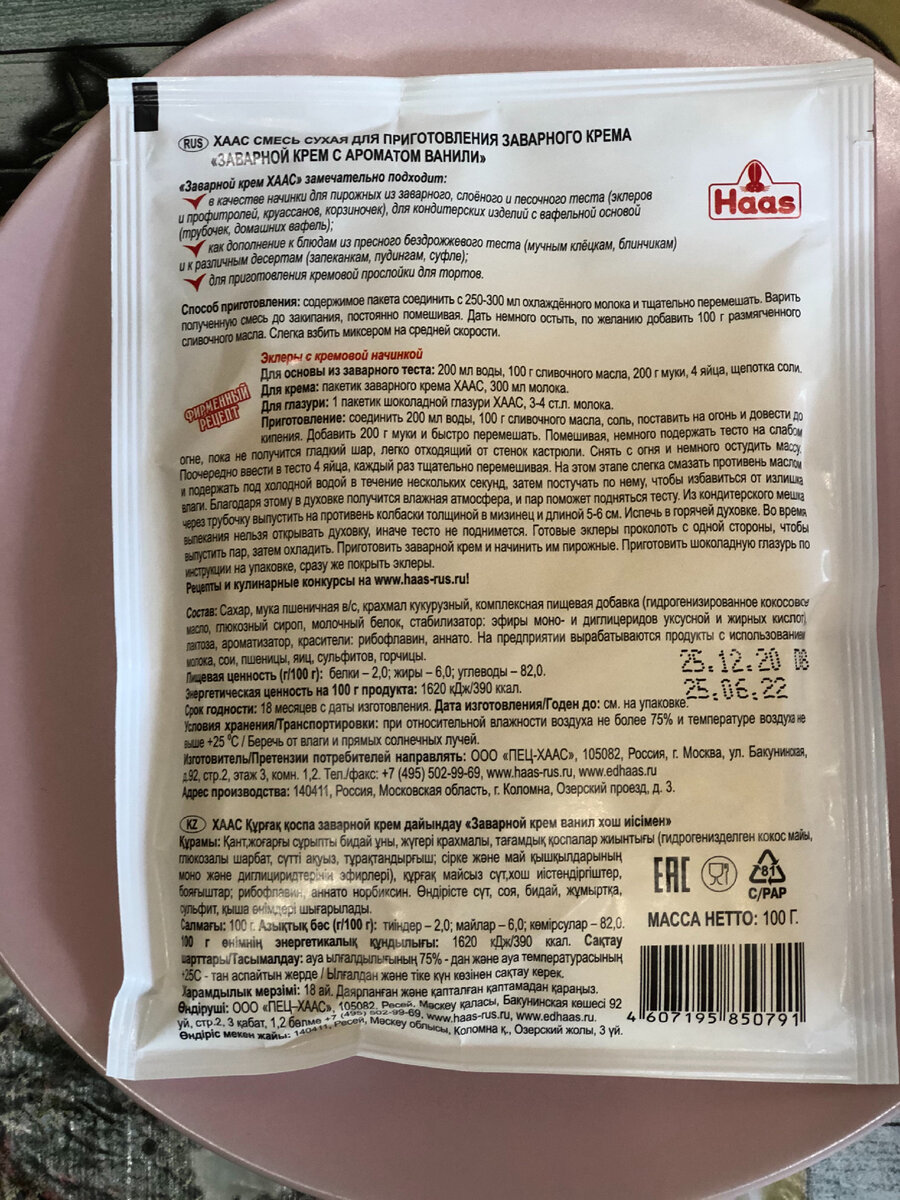 RUS ХААС СМЕСЬ СУХАЯ ДЛЯ ПРИГОТОВЛЕНИЯ ЗАВАРНОГО КРЕМА
«ЗАВАРНОЙ КРЕМ С АРОМАТОМ ВАНИЛИ»
Haas
«Заварной крем ХААС» замечательно подходит:
в качестве начинки для пирожных из заварного, слоёного и песочного теста (эклеров
и профитролей, круассанов, корзиночек), для кондитерских изделий с вафельной основой
(трубочек, домашних вафель);
как дополнение к блюдам из пресного бездрожжевого теста (мучным клёцкам, блинчикам)
и к различным десертам (запеканкам, пудингам, суфле);
для приготовления кремовой прослойки для тортов.
Способ приготовления: содержимое пакета соединить с 250-300 мл охлаждённого молока и тщательно перемешать. Варить
полученную смесь до закипания, постоянно помешивая. Дать немного остыть, по желанию добавить 100 г размягченного
сливочного масла. Слегка взбить миксером на средней скорости.
ФИРМЕННЫЙ
РЕЦЕПТ
Эклеры с кремовой начинкой
Для основы из заварного теста: 200 мл воды, 100 г сливочного масла, 200 г муки, 4 яйца, щепотка соли.
Для крема: пакетик заварного крема ХААС, 300 мл молока.
Для глазури: 1 пакетик шоколадной глазури ХААС, 3-4 ст.л. молока.
Приготовление: соединить 200 мл воды, 100 г сливочного масла, соль, поставить на огонь и довести до
кипения. Добавить 200 г муки и быстро перемешать. Помешивая, немного подержать тесто на слабом
огне, пока не получится гладкий шар, легко отходящий от стенок кастрюли. Снять с огня и немного остудить массу.
Поочередно ввести в тесто 4 яйца, каждый раз тщательно перемешивая. На этом этапе слегка смазать противень маслом
и подержать под холодной водой в течение нескольких секунд, затем постучать по нему, чтобы избавиться от излишка
влаги. Благодаря этому в духовке получится влажная атмосфера, и пар поможет подняться тесту. Из кондитерского мешка
через трубочку выпустить на противень колбаски толщиной в мизинец и длиной 5-6 см. Испечь в горячей духовке. Во время
выпекания нельзя открывать духовку, иначе тесто не поднимется. Готовые эклеры проколоть с одной стороны, чтобы
выпустить пар, затем охладить. Приготовить заварной крем и начинить им пирожные. Приготовить шоколадную глазурь по
инструкции на упаковке, сразу же покрыть эклеры.
Рецепты и кулинарные конкурсы на www.haas-rus.ru!
Состав: Сахар, мука пшеничная в/с, крахмал кукурузный, комплексная пищевая добавка (гидрогенизированное кокосовое
масло, глюкозный сироп, молочный белок, стабилизатор: эфиры моно- и диглицеридов уксусной и жирных кислот),
лактоза, ароматизатор, красители: рибофлавин, аннато. На предприятии вырабатываются продукты с использованием
молока, сои, пшеницы, яиц, сульфитов, горчицы.
Пищевая ценность (г/100 г): белки – 2,0; жиры – 6,0; углеводы – 82,0.
Энергетическая ценность на 100 г продукта: 1620 кДж/390 ккал.
25.12.20 DB
25.06.22
Срок годности: 18 месяцев с даты изготовления. Дата изготовления/Годен до: см. на упаковке.
Условия хранения/Транспортировки: при относительной влажности воздуха не более 75% и температуре воздуха не
выше +25 °С / Беречь от влаги и прямых солнечных лучей.
Изготовитель/Претензии потребителей направлять: ООО «ПЕЦ-ХААС», 105082, Россия, г. Москва, ул. Бакунинская,
д.92, стр.2, этаж 3, комн. 1,2. Тел./факс: +7 (495) 502-99-69, www.haas-rus.ru, www.edhaas.ru
Адрес производства: 140411, Россия, Московская область, г. Коломна, Озерский проезд, д. 3.
KZ ХААС Құрғақ қоспа заварной крем дайындау «Заварной крем ванил хош иісімен»
Құрамы: Қант,жоғарғы сұрыпты бидай ұны, жүгері крахмалы, тағамдық қоспалар жиынтығы (гидрогенизделген кокос майы,
глюкозалы шарбат, сүтті ақуыз, тұрақтандырғыш; сірке және май қышқылдарының
моно және диглицеридтерінің эфирлері), құрғақ майсыз сүт,хош иістендіргіштер,
бояғыштар; рибофлавин, аннато норбиксин. Өндірісте сүт, соя, бидай, жұмыртқа,
сульфит, қыша өнімдері шығарылады.
Салмағы: 100 г. Азықтық бәс (г/100 г): тиіндер – 2,0; майлар – 6,0; көмірсулар – 82,0.
100 г өнімнің энергетикалық құндылығы: 1620 кДж/390 ккал. Сақтау
шарттары/Тасымалдау: ауа ылғалдылығының 75% - дан және ауа температурасының
+25С - тан аспайтын жерде / Ылғалдан және тіке күн көзінен сақтау керек.
Жарамдылық мерзімі: 18 ай. Даярланған және қапталған қаптамадан қараңыз.
Өндіруші: ООО «ПЕЦ–ХААС», 105082, Ресей, Мәскеу қаласы, Бакунинская көшесі 92
үй, стр.2, 3 қабат, 1,2 бөлме +7 (495) 502-99-69, www.haas-rus.ru, www.edhaas.ru.
Өндіріс мекен жайы: 140411, Ресей, Мәскеу облысы, Коломна қ., Озерский жолы, 3 үй.
EAC
81
C/PAP
МАССА НЕТТО: 100 Г.
4 607195 850791